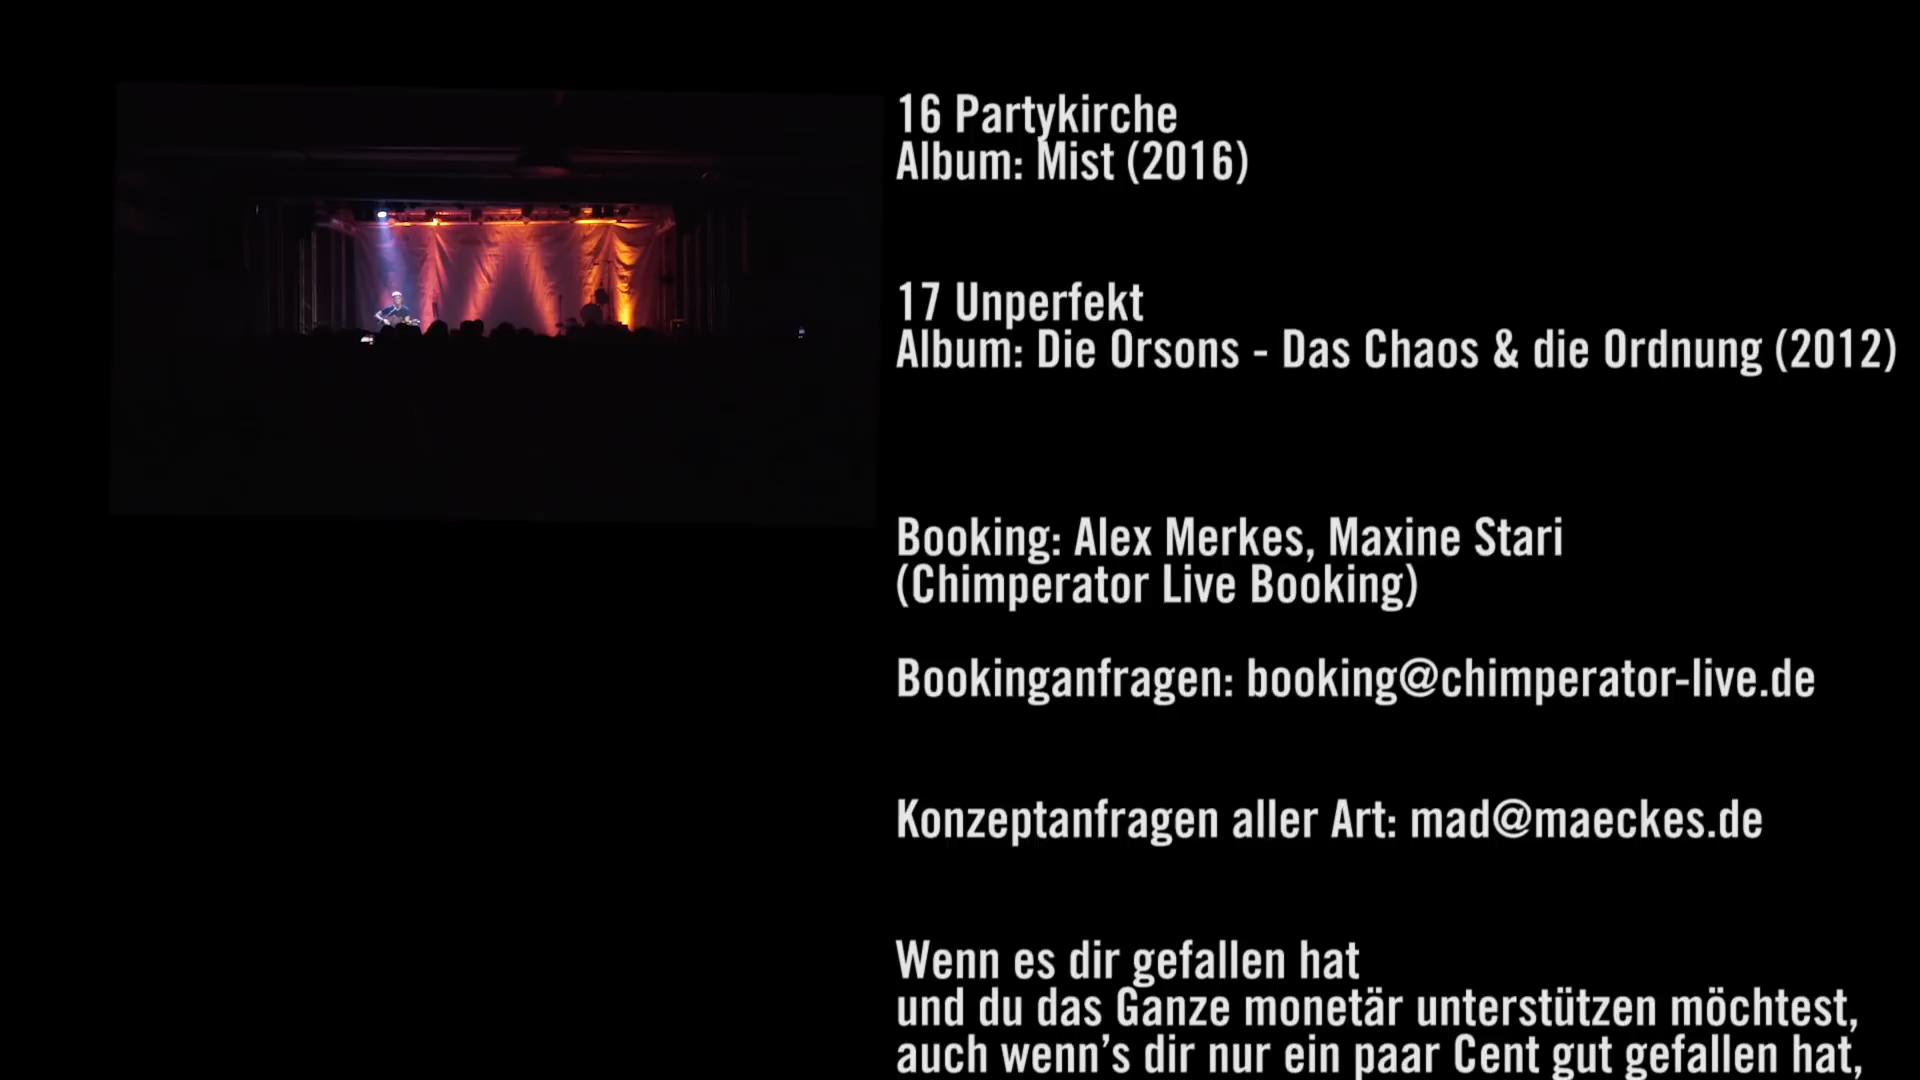 16 Partykirche
Album: Mist (2016)
17 Unperfekt
Album: Die Orsons - Das Chaos & die Ordnung (2012)
Booking: Alex Merkes, Maxine Stari
(Chimperator Live Booking)
Bookinganfragen: booking@chimperator-live.de
Konzeptanfragen aller Art: mad@maeckes.de
Wenn es dir gefallen hat
und du das Ganze monetär unterstützen möchtest,
auch wenn’s dir nur ein paar Cent gut gefallen hat,